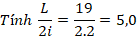 Tính L/2i = 19/2.2 = 5,0